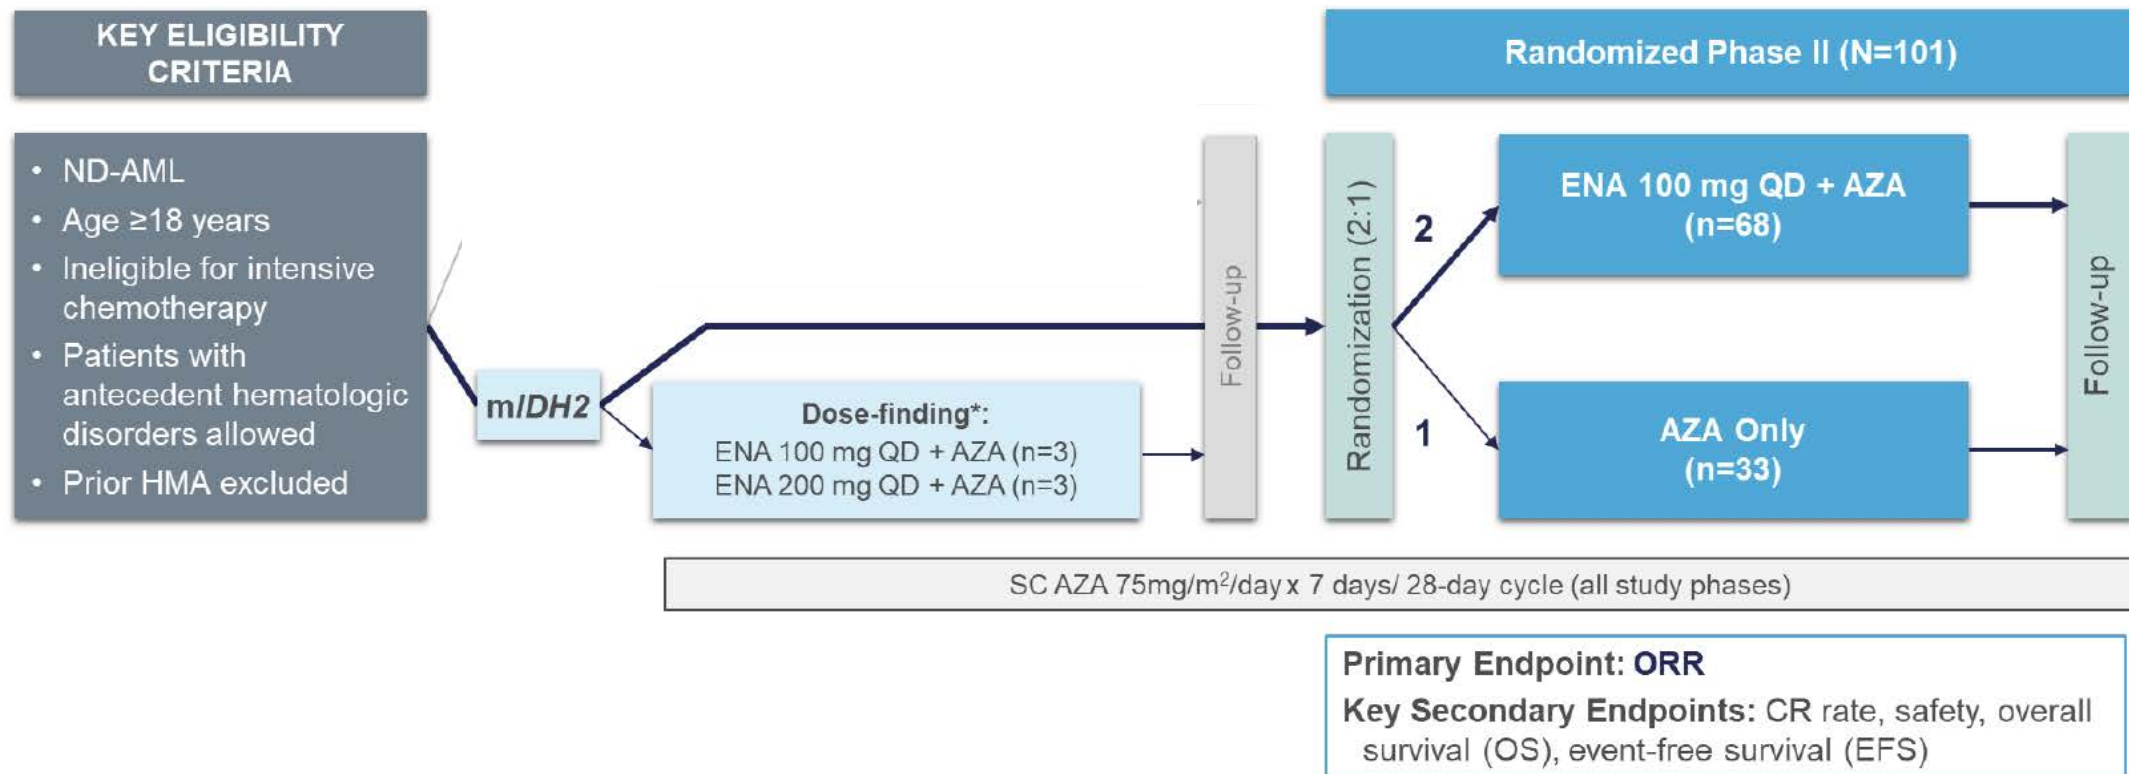 KEY ELIGIBILITY
CRITERIA
• ND-AML
• Age ≥18 years
• Ineligible for intensive
chemotherapy
• Patients with
antecedent hematologic
disorders allowed
• Prior HMA excluded
mIDH2
Dose-finding*:
ENA 100 mg QD + AZA (n=3)
ENA 200 mg QD + AZA (n=3)
Follow-up
Randomized Phase II (N=101)
Randomization (2:1)
2
1
ENA 100 mg QD + AZA
(n=68)
AZA Only
(n=33)
Follow-up
SC AZA 75mg/m²/day x 7 days/ 28-day cycle (all study phases)
Primary Endpoint: ORR
Key Secondary Endpoints: CR rate, safety, overall
survival (OS), event-free survival (EFS)